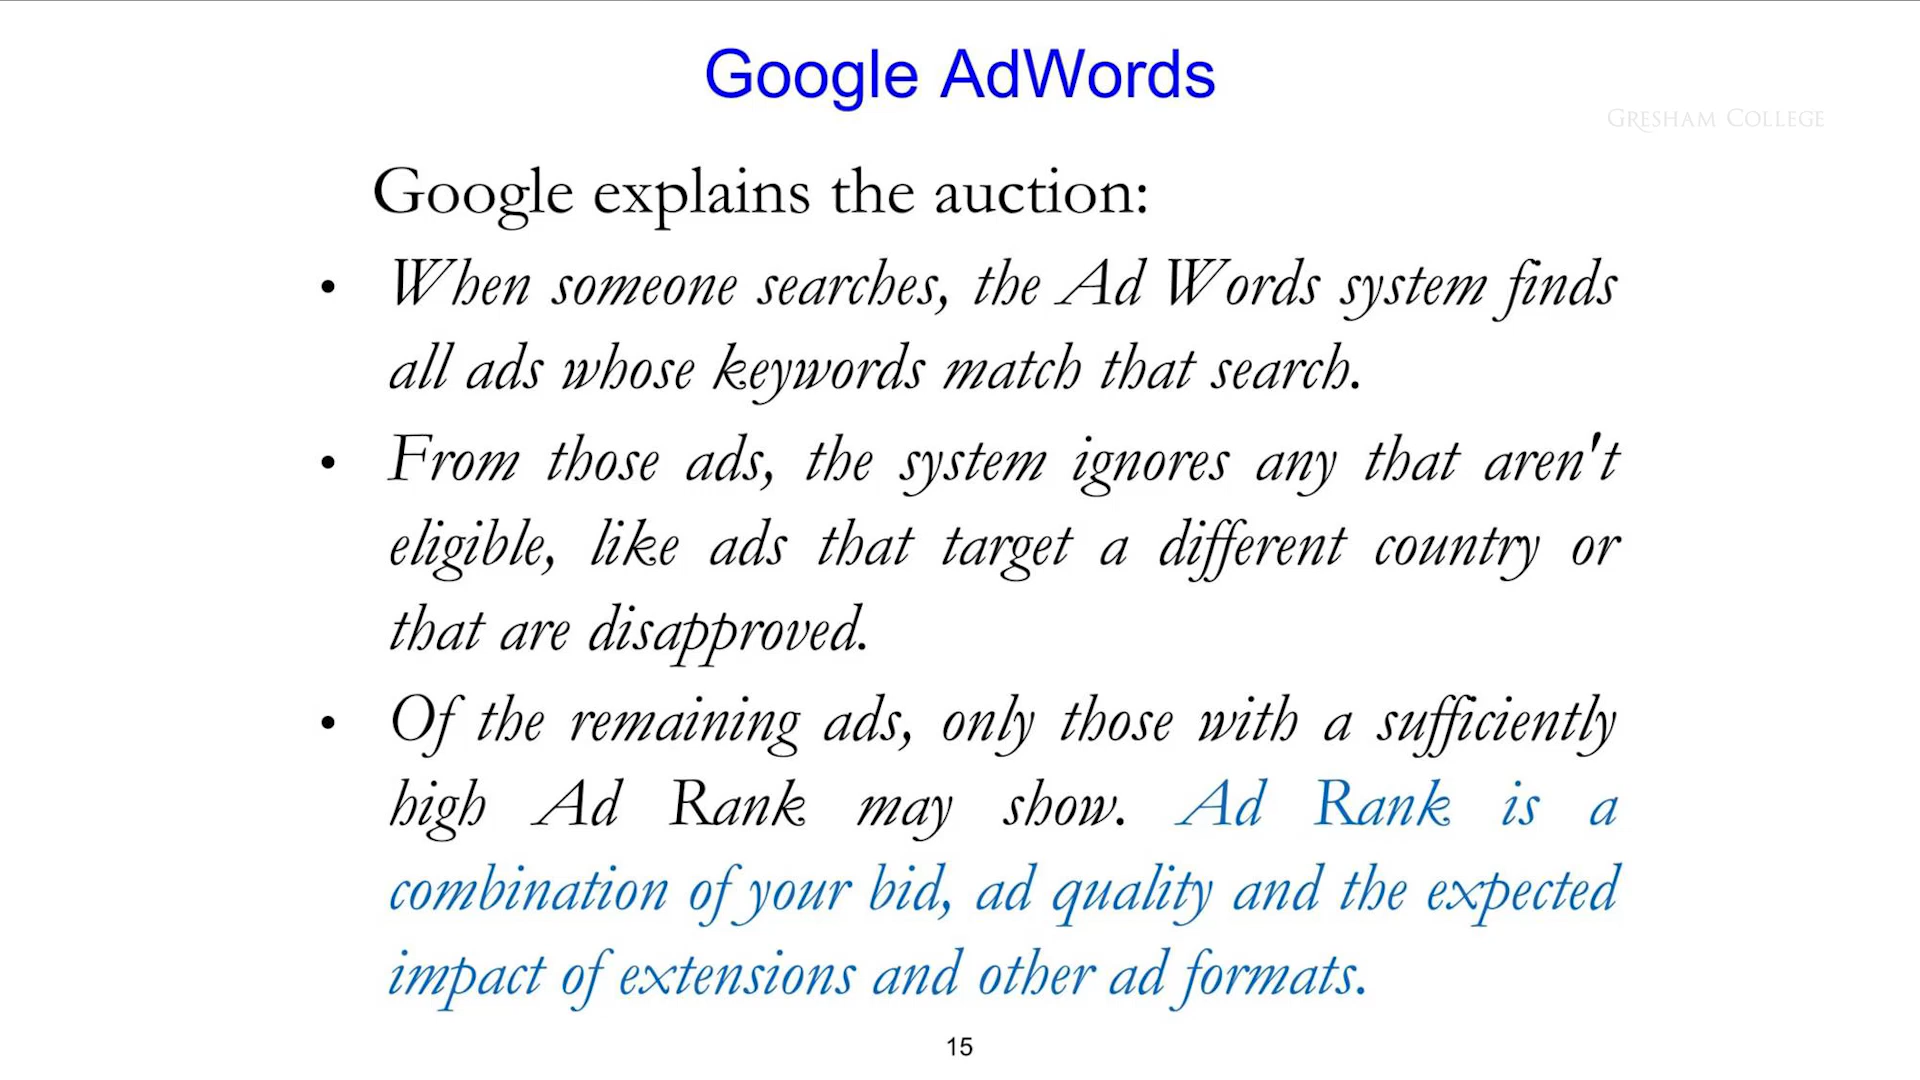 Google AdWords
GRESHAM COLLEGE
Google explains the auction:
• When someone searches, the Ad Words system finds
all ads whose keywords match that search.
• From those ads, the system ignores any that aren't
eligible, like ads that target a different country or
that are disapproved.
• Of the remaining ads, only those with a sufficiently
high Ad Rank may show. Ad Rank is a
combination of your bid, ad quality and the expected
impact of extensions and other ad formats.
15